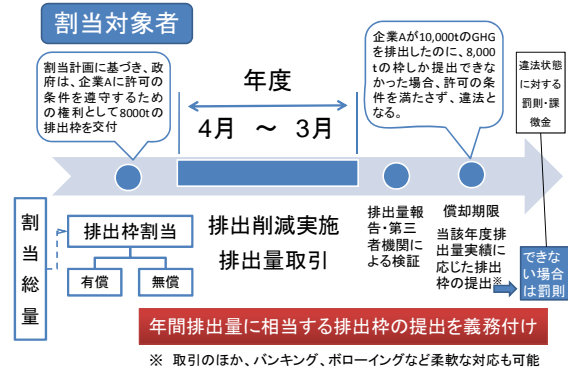 割当対象者
割当計画に基づき、政
府は、企業Aに許可の
条件を遵守するため
の権利として8000tの
排出枠を交付
年度
4月 ～ 3月
企業Aが10,000tのGHG
を排出したのに、8,000
tの枠しか提出できな
かった場合、許可の条
件を満たさず、違法と
なる。
違法状態
に対する
罰則・課
徴金
割
当
総
量
排出枠割当
有償
無償
排出削減実施
排出量取引
排出量報
告・第三
者機関に
よる検証
償却期限
当該年度排
出量実績に
応じた排出
枠の提出※
できな
い場合
は罰則
年間排出量に相当する排出枠の提出を義務付け
※ 取引のほか、バンキング、ボローイングなど柔軟な対応も可能